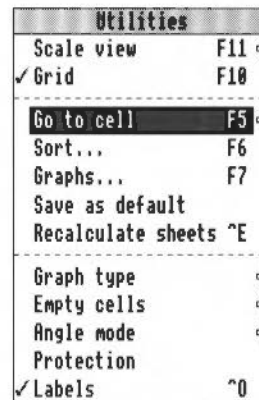 Utilities
Scale view F11
✓Grid F10
Go to cell F5
Sort... F6
Graphs... F7
Save as default
Recalculate sheets ^E
Graph type
Empty cells
Angle mode
Protection
✓Labels ^O